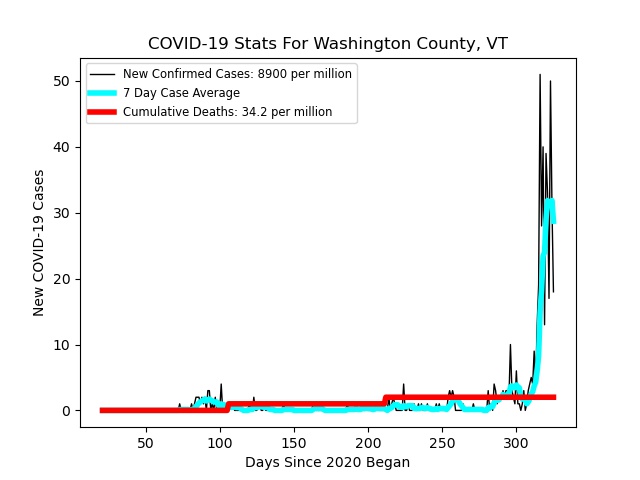 COVID-19 Stats For Washington County, VT
New Confirmed Cases: 8900 per million
7 Day Case Average
Cumulative Deaths: 34.2 per million
50
40
30
20
10
0
New COVID-19 Cases
50 100 150 200 250 300
Days Since 2020 Began